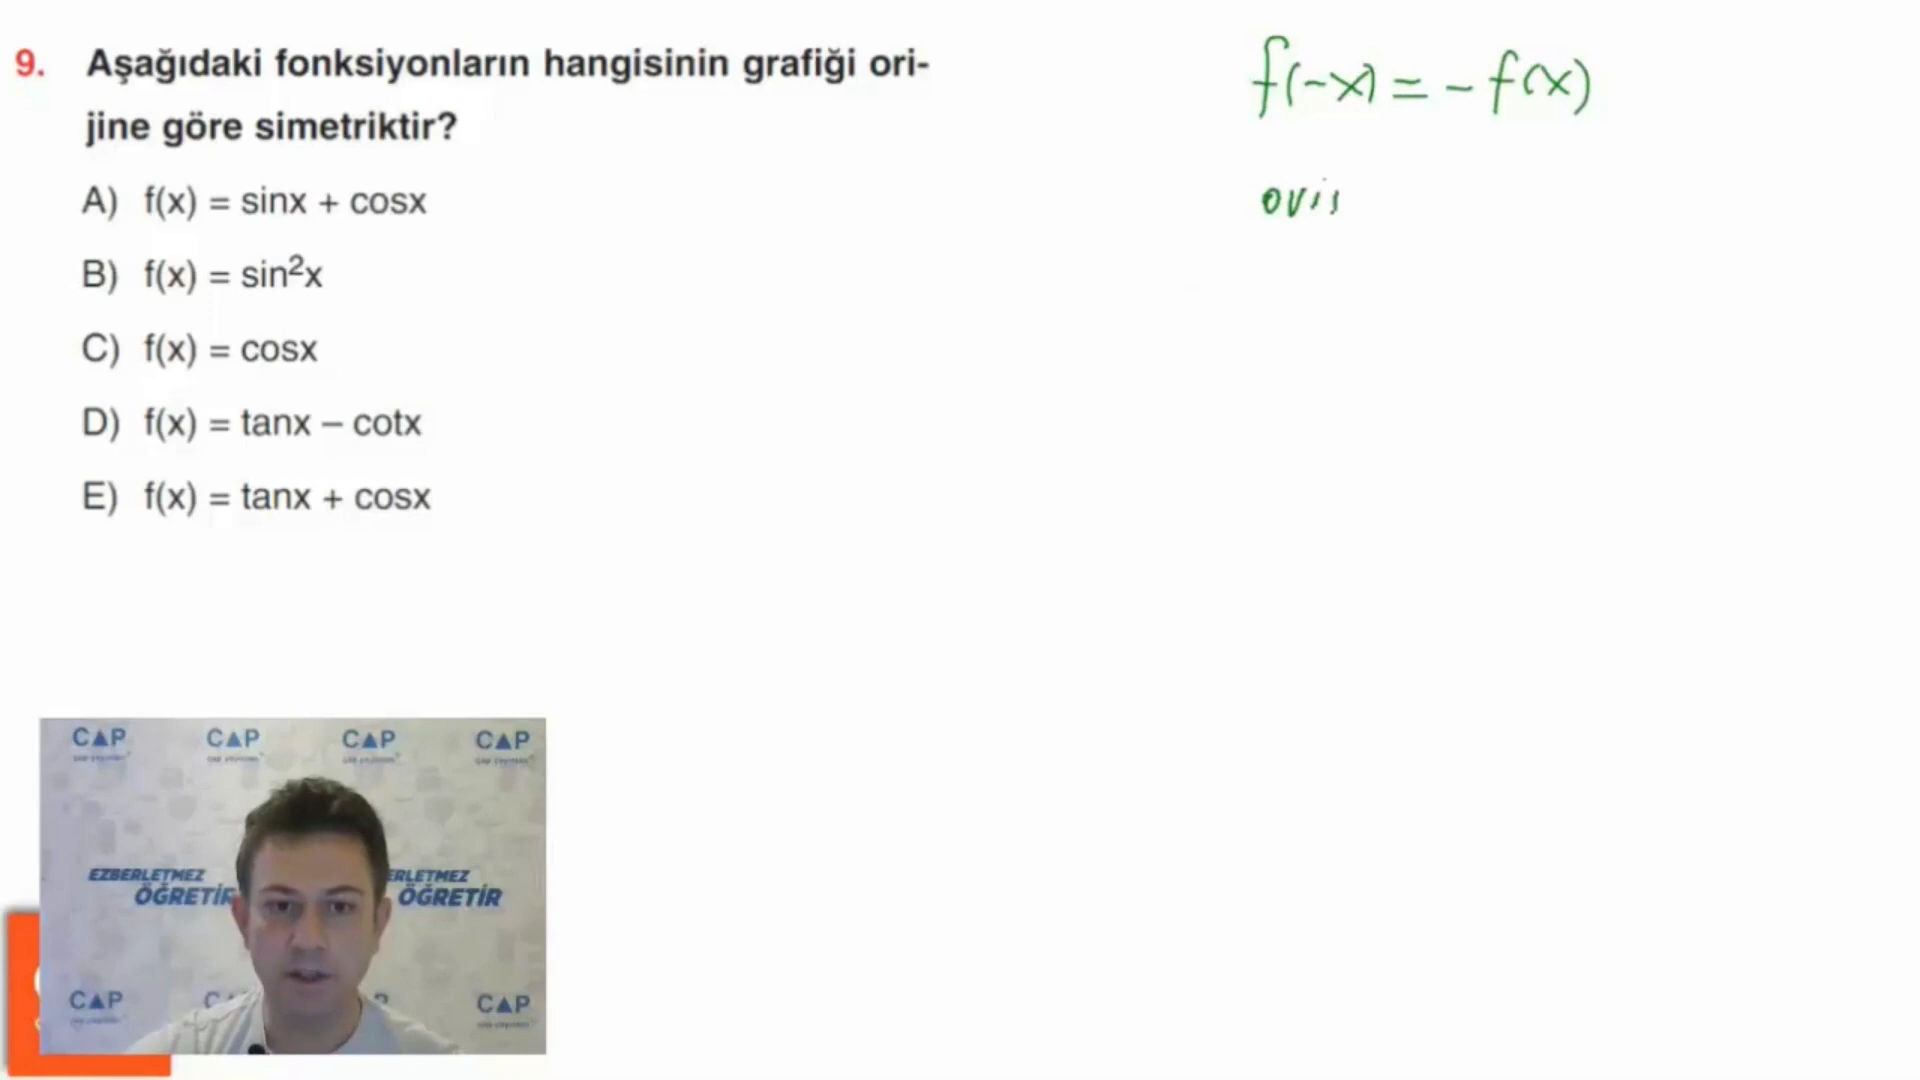 9. Aşağıdaki fonksiyonların hangisinin grafiği ori-
jine göre simetriktir?
A) f(x) = sinx + cosx
B) f(x) = sin²x
C) f(x) = cosx
D) f(x) = tanx – cotx
E) f(x) = tanx + cosx
f(-x) = -f(x)
CAP CAP CAP CAP
EZBERLETMEZ ERLETMEZ
ÖĞRETİR ÖĞRETİR
CAP C CAP